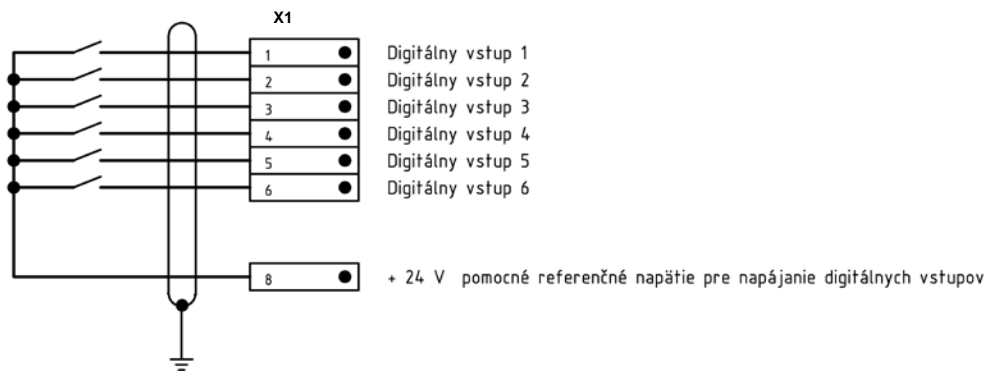 X1
1 Digitálny vstup 1
2 Digitálny vstup 2
3 Digitálny vstup 3
4 Digitálny vstup 4
5 Digitálny vstup 5
6 Digitálny vstup 6
8 + 24 V pomocné referenčné napätie pre napájanie digitálnych vstupov